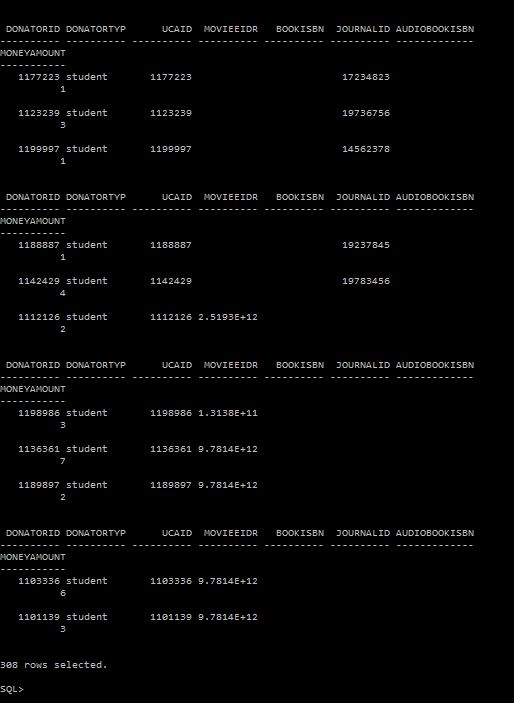 DONATORID DONATORTYP      UCAID  MOVIEEIDR   BOOKISBN  JOURNALID AUDIOBOOKISBN
---------- ---------- ---------- ---------- ---------- ---------- -------------
MONEYAMOUNT
-----------
   1177223 student       1177223                         17234823
          1
   1123239 student       1123239                         19736756
          3
   1199997 student       1199997                         14562378
          1
 DONATORID DONATORTYP      UCAID  MOVIEEIDR   BOOKISBN  JOURNALID AUDIOBOOKISBN
---------- ---------- ---------- ---------- ---------- ---------- -------------
MONEYAMOUNT
-----------
   1188887 student       1188887                         19237845
          1
   1142429 student       1142429                         19783456
          4
   1112126 student       1112126 2.5193E+12
          2
 DONATORID DONATORTYP      UCAID  MOVIEEIDR   BOOKISBN  JOURNALID AUDIOBOOKISBN
---------- ---------- ---------- ---------- ---------- ---------- -------------
MONEYAMOUNT
-----------
   1198986 student       1198986 1.3138E+11
          3
   1136361 student       1136361 9.7814E+12
          7
   1189897 student       1189897 9.7814E+12
          2
 DONATORID DONATORTYP      UCAID  MOVIEEIDR   BOOKISBN  JOURNALID AUDIOBOOKISBN
---------- ---------- ---------- ---------- ---------- ---------- -------------
MONEYAMOUNT
-----------
   1103336 student       1103336 9.7814E+12
          6
   1101139 student       1101139 9.7814E+12
          3
308 rows selected.
SQL>